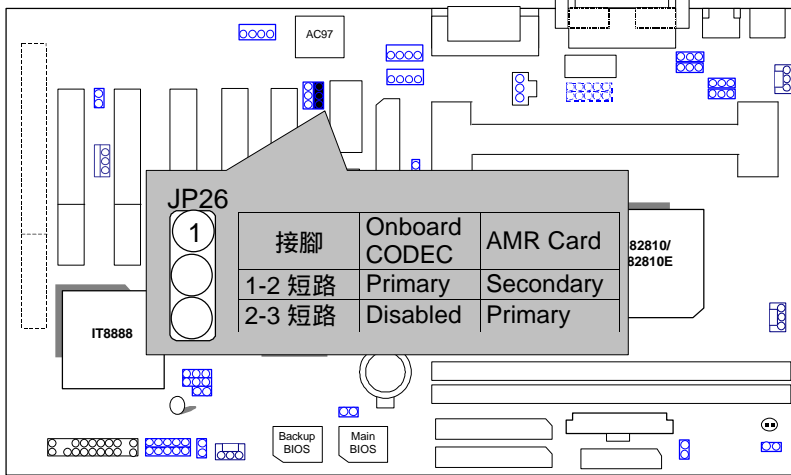 AC97
JP26
1
接腳 Onboard CODEC AMR Card
1-2 短路 Primary Secondary
2-3 短路 Disabled Primary
82810/
82810E
IT8888
Backup
BIOS
Main
BIOS